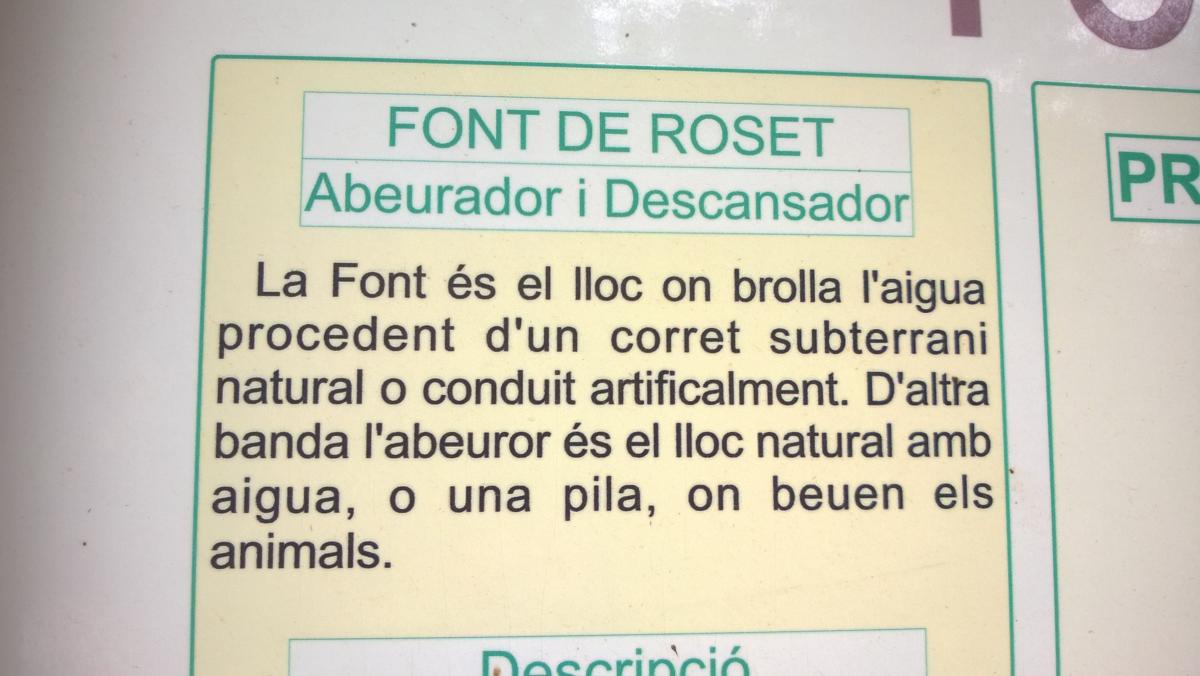 FONT DE ROSET
Abeurador i Descansador
La Font és el lloc on brolla l'aigua
procedent d'un corret subterrani
natural o conduit artificalment. D'altra
banda l'abeuror és el lloc natural amb
aigua, o una pila, on beuen els
animals.
Descripció
PR